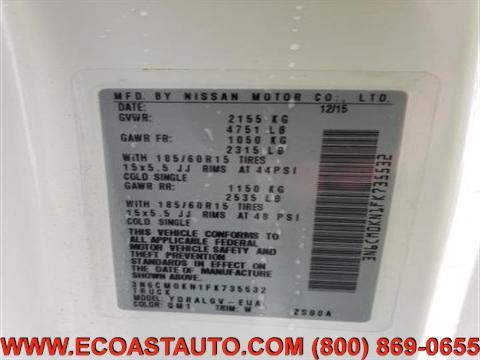 MFD. BY NISSAN MOTOR CO., LTD.
DATE: 12/15
GVWR: 2155 KG
4751 LB
GAWR FR: 1050 KG
2315 LB
WITH 185/60R15 TIRES
15x5.5 JJ RIMS AT 44PSI
COLD SINGLE
GAWR RR: 1150 KG
2535 LB
WITH 185/60R15 TIRES
15x5.5 JJ RIMS AT 48 PSI
COLD SINGLE
THIS VEHICLE CONFORMS TO
ALL APPLICABLE FEDERAL
MOTOR VEHICLE SAFETY AND
THEFT PREVENTION
STANDARDS IN EFFECT ON
THE DATE OF MANUFACTURE
SHOWN ABOVE.
3N6CM0KN1FK735532
TRUCK
MODEL: YDRALGV-EUA
COLOR: QM1 TRIM: W 2S00A
3N6CM0KN1FK735532
WWW.ECOASTAUTO.COM (800) 869-0655